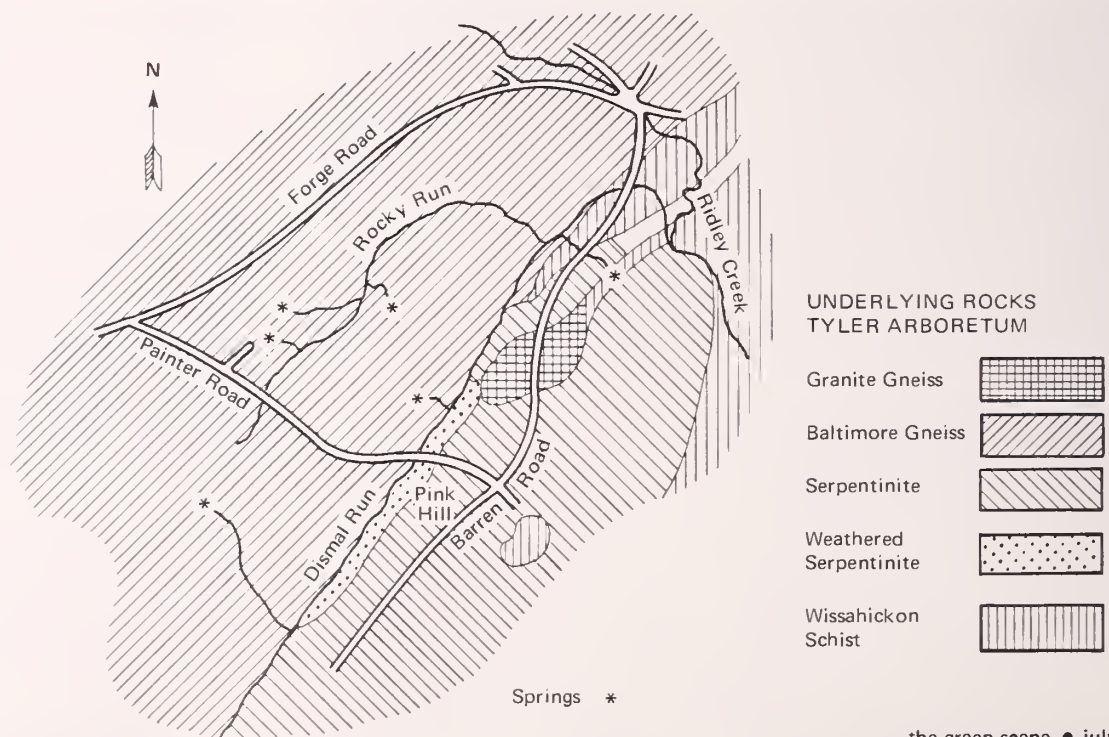 N
Forge Road
Rocky Run
Ridley Creek
Painter Road
Dismal Run
Pink
Hill
Barren Road
UNDERLYING ROCKS
TYLER ARBORETUM
Granite Gneiss
Baltimore Gneiss
Serpentinite
Weathered
Serpentinite
Wissahickon
Schist
Springs *
the green scene •